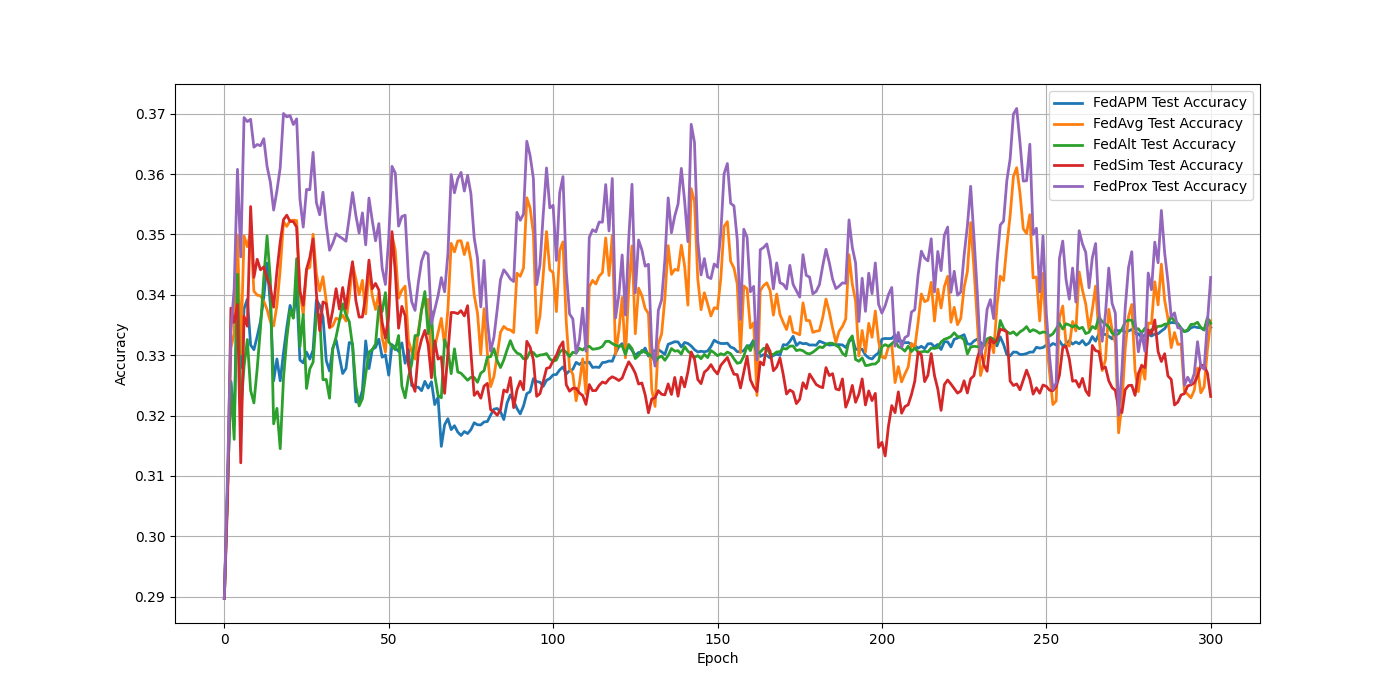 FedAPM Test Accuracy
FedAvg Test Accuracy
FedAlt Test Accuracy
FedSim Test Accuracy
FedProx Test Accuracy
Accuracy
0.37
0.36
0.35
0.34
0.33
0.32
0.31
0.30
0.29
0 50 100 150 200 250 300
Epoch